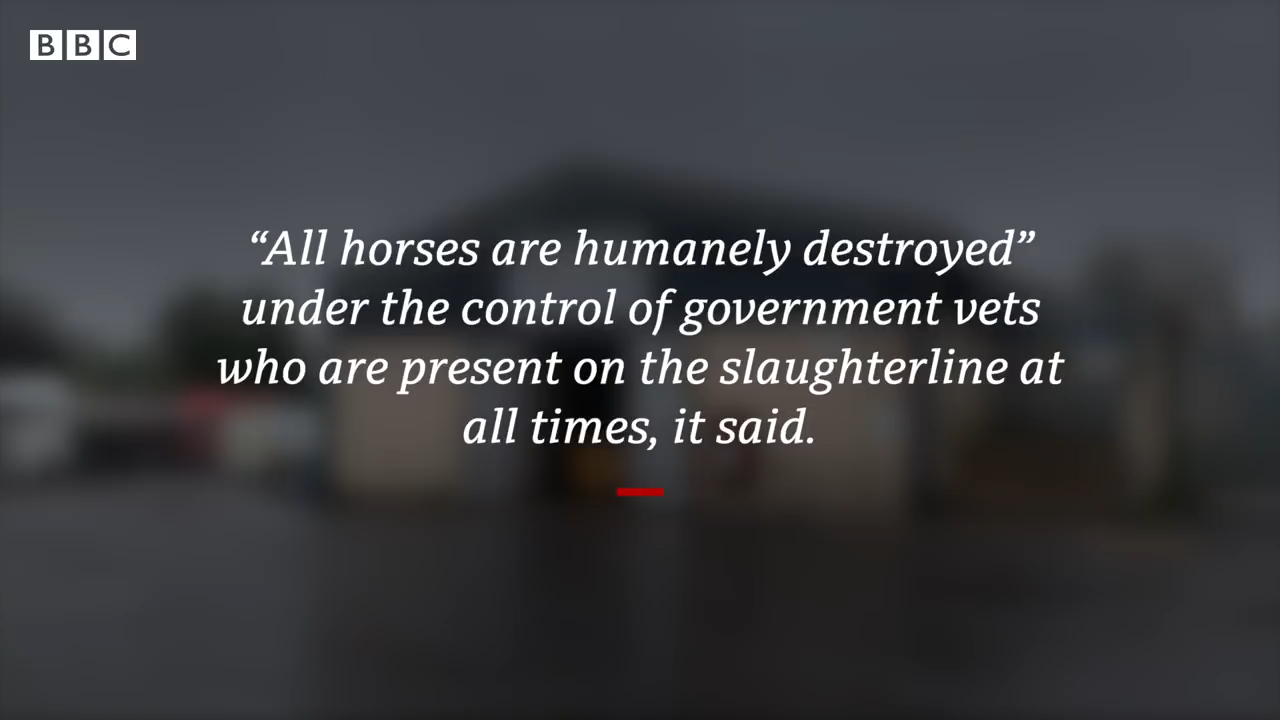 BBC
“All horses are humanely destroyed”
under the control of government vets
who are present on the slaughterline at
all times, it said.